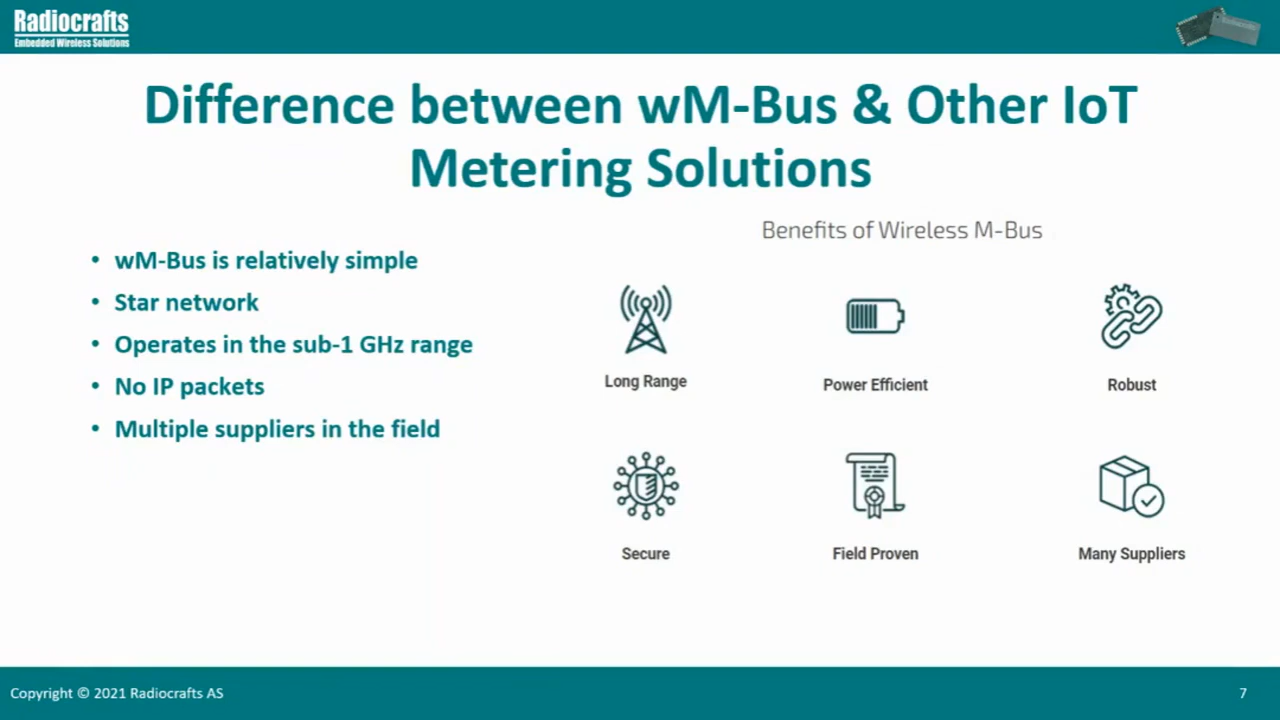 Radiocrafts
Embedded Wireless Solutions
Difference between wM-Bus & Other IoT
Metering Solutions
• wM-Bus is relatively simple
• Star network
• Operates in the sub-1 GHz range
• No IP packets
• Multiple suppliers in the field
Benefits of Wireless M-Bus
Long Range
Power Efficient
Robust
Secure
Field Proven
Many Suppliers
Copyright © 2021 Radiocrafts AS
7